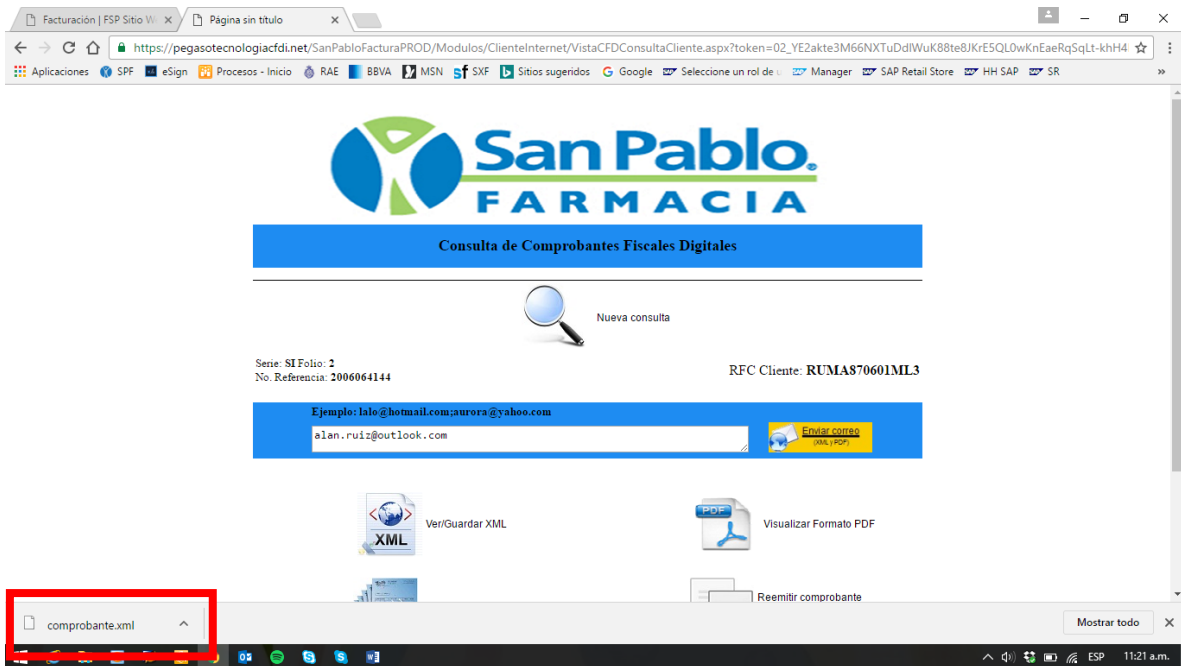 Facturación | FSP Sitio W
Página sin título
https://pegasotecnologiacfdi.net/SanPabloFacturaPROD/Modulos/ClienteInternet/VistaCFDConsultaCliente.aspx?token=02_YE2akte3M66NXTuDdlWuK88te8JKrE5QL0wKnEaeRqSqLt-khH4
Aplicaciones SPF eSign Procesos - Inicio RAE BBVA MSN SXF Sitios sugeridos Google Seleccione un rol de u Manager SAP Retail Store HH SAP SR »
San Pablo®
FARMACIA
Consulta de Comprobantes Fiscales Digitales
Nueva consulta
Serie: SI Folio: 2
No. Referencia: 2006064144
RFC Cliente: RUMA870601ML3
Ejemplo: lalo@hotmail.com;aurora@yahoo.com
alan.ruiz@outlook.com
Enviar correo
(XML y PDF)
XML
Ver/Guardar XML
PDF
Visualizar Formato PDF
Reemitir comprobante
comprobante.xml
Mostrar todo
ESP 11:21 a.m.